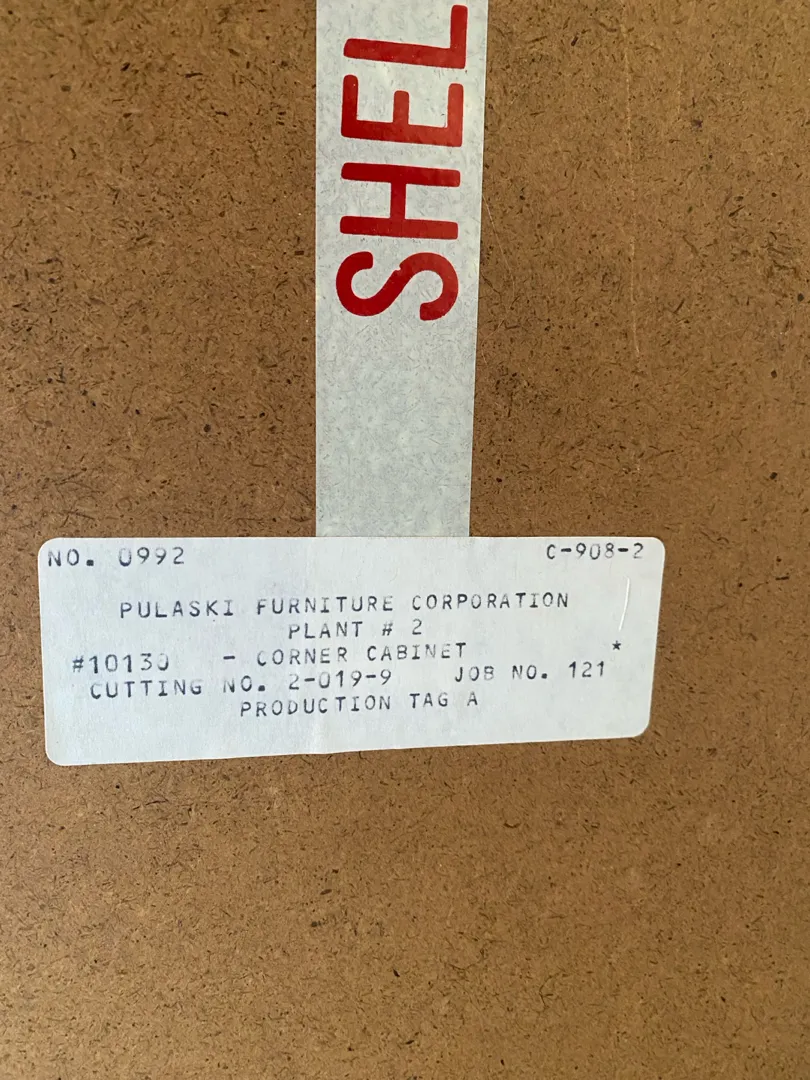 SHEL
NO. 0992 C-908-2
PULASKI FURNITURE CORPORATION
PLANT # 2
#10130 - CORNER CABINET *
CUTTING NO. 2-019-9 JOB NO. 121
PRODUCTION TAG A